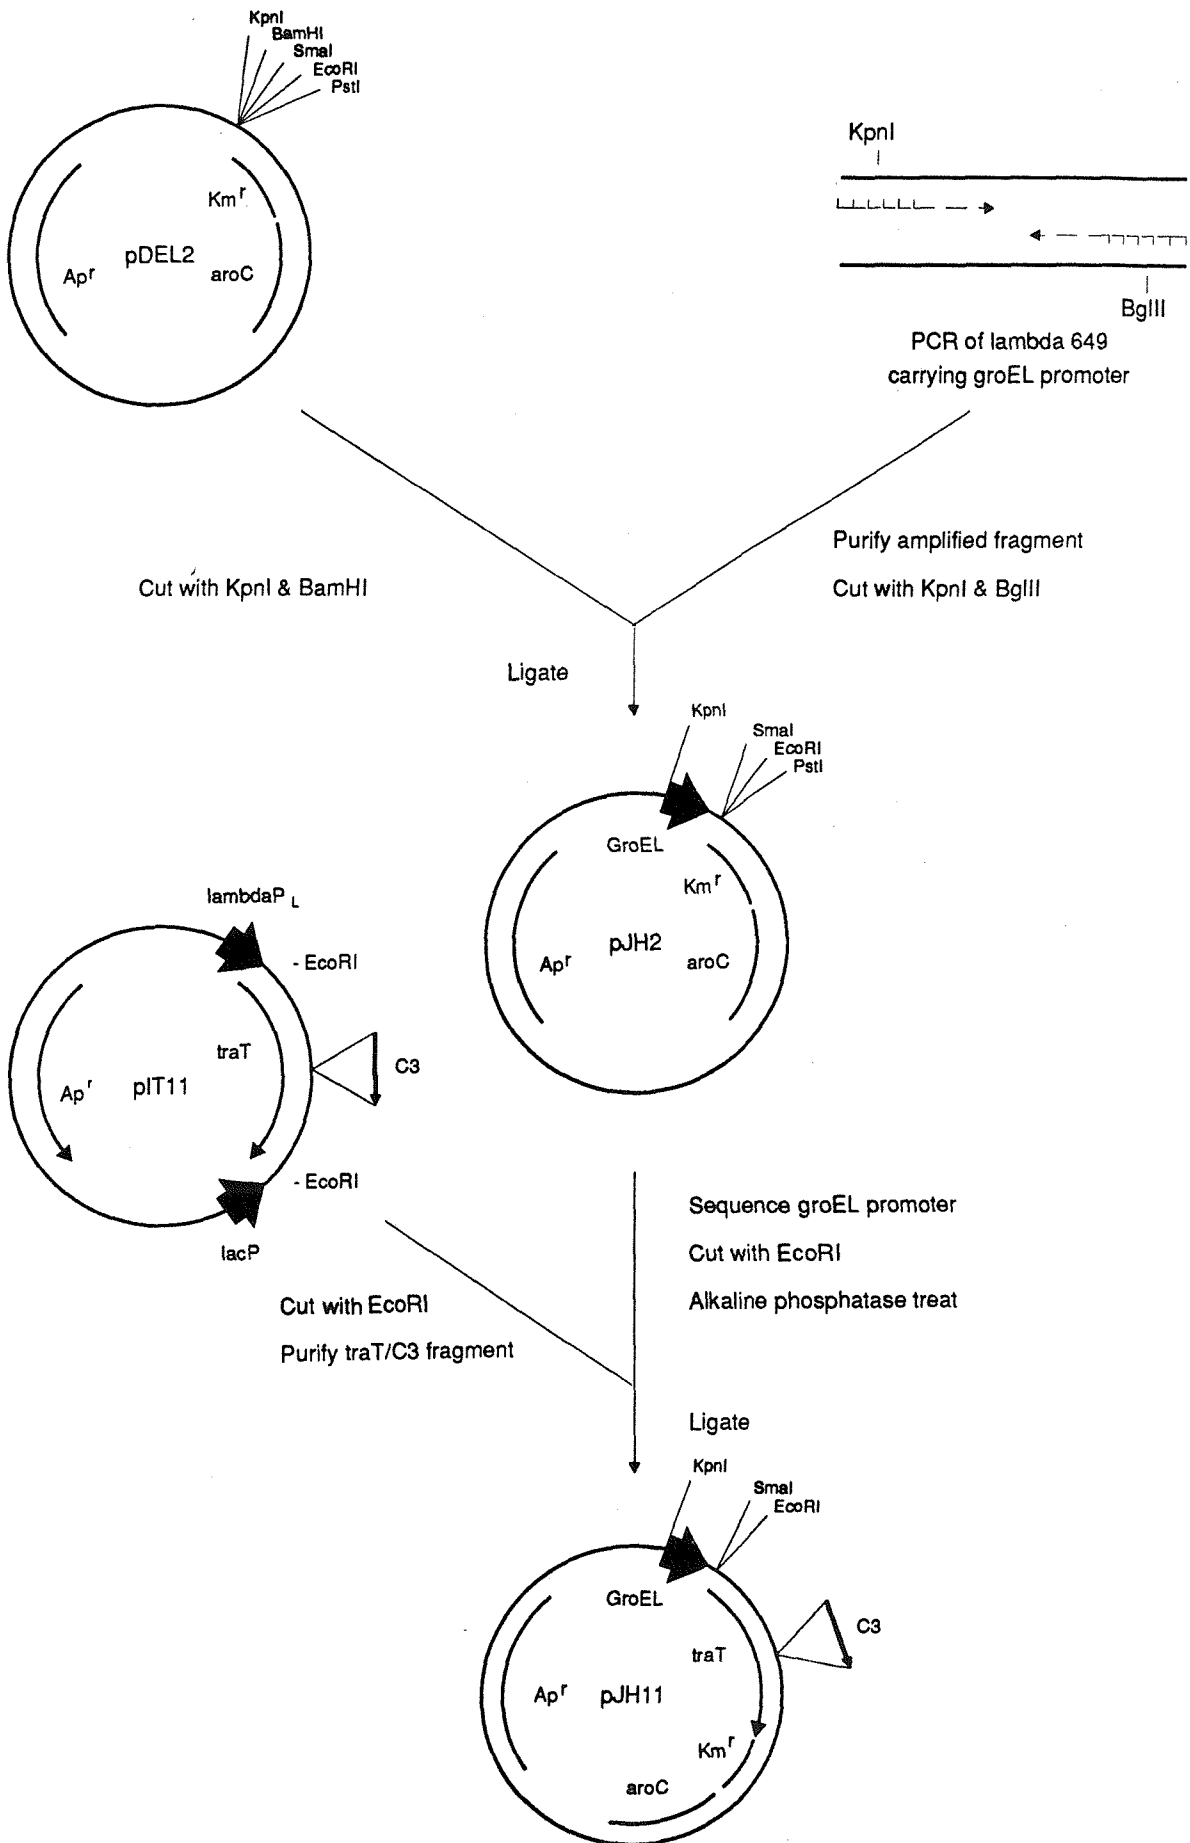 KpnI
BamHI
SmaI
EcoRI
PstI
Km^r
pDEL2
Ap^r
aroC
KpnI
BglII
PCR of lambda 649
carrying groEL promoter
Cut with KpnI & BamHI
Purify amplified fragment
Cut with KpnI & BglII
Ligate
KpnI
SmaI
EcoRI
PstI
GroEL
Km^r
pJH2
Ap^r
aroC
lambdaP_L
- EcoRI
traT
C3
Ap^r
pIT11
- EcoRI
lacP
Cut with EcoRI
Purify traT/C3 fragment
Sequence groEL promoter
Cut with EcoRI
Alkaline phosphatase treat
Ligate
KpnI
SmaI
EcoRI
GroEL
C3
traT
Ap^r
pJH11
Km^r
aroC